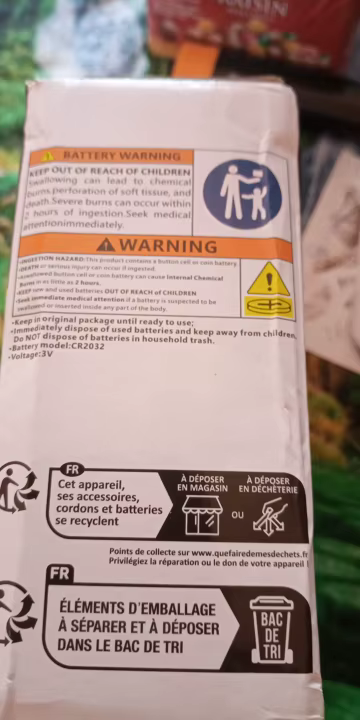 RAISIN
BATTERY WARNING
KEEP OUT OF REACH OF CHILDREN
Swallowing can lead to chemical
burns,perforation of soft tissue, and
death.Severe burns can occur within
2 hours of ingestion.Seek medical
attentionimmediately.
WARNING
•INGESTION HAZARD:This product contains a button cell or coin battery
•DEATH or serious injury can occur if ingested.
•A swallowed button cell or coin battery can cause Internal Chemical
Burns in as little as 2 hours.
•KEEP new and used batteries OUT OF REACH of CHILDREN
•Seek immediate medical attention if a battery is suspected to be
swallowed or inserted inside any part of the body.
-Keep in original package until ready to use;
-Immediately dispose of used batteries and keep away from children,
Do NOT dispose of batteries in household trash.
-Battery model:CR2032
-Voltage:3V
FR
Cet appareil,
ses accessoires,
cordons et batteries
se recyclent
À DÉPOSER
EN MAGASIN
OU
À DÉPOSER
EN DÉCHÈTERIE
Points de collecte sur www.quefairedemesdechets.fr
Privilégiez la réparation ou le don de votre appareil !
FR
ÉLÉMENTS D'EMBALLAGE
À SÉPARER ET À DÉPOSER
DANS LE BAC DE TRI
BAC
DE
TRI